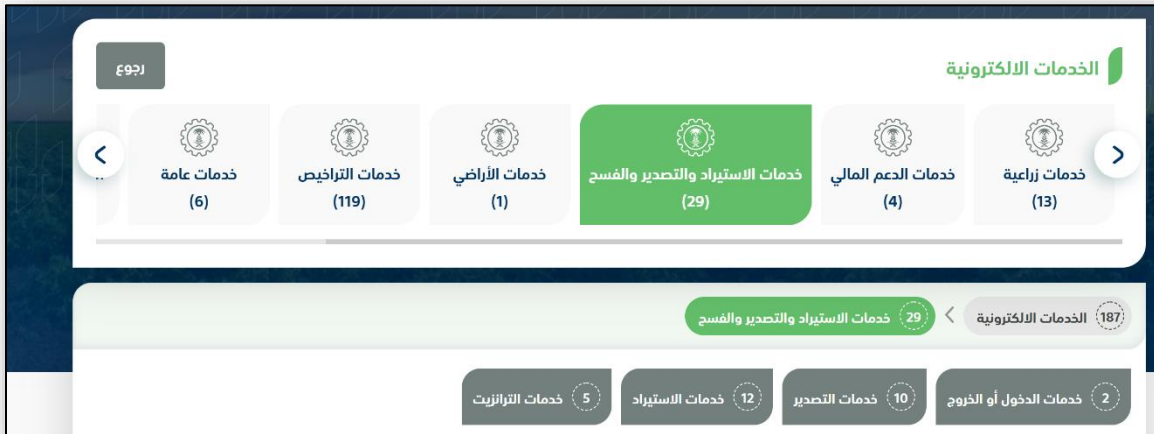 الخدمات الالكترونية
رجوع
خدمات زراعية
(13)
خدمات الدعم المالي
(4)
خدمات الاستيراد والتصدير والفسح
(29)
خدمات الأراضي
(1)
خدمات التراخيص
(119)
خدمات عامة
(6)
187 الخدمات الالكترونية
29 خدمات الاستيراد والتصدير والفسح
2 خدمات الدخول أو الخروج
10 خدمات التصدير
12 خدمات الاستيراد
5 خدمات الترانزيت